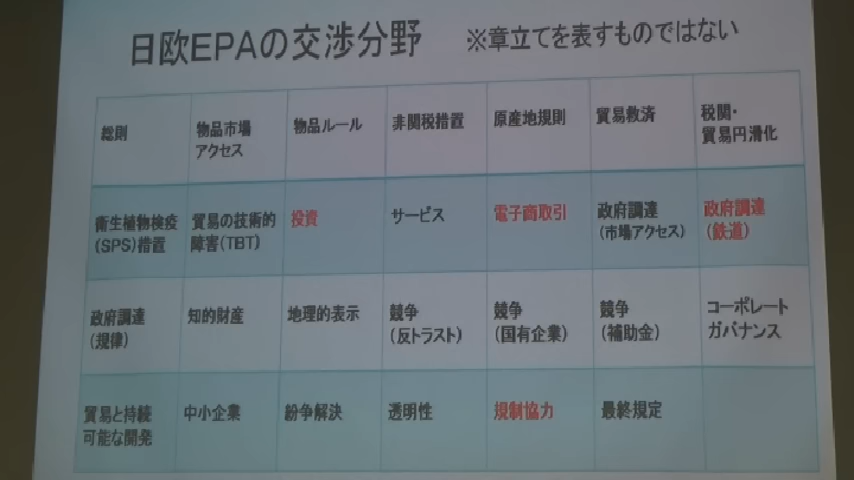 日欧EPAの交渉分野 ※章立てを表すものではない
総則
物品市場
アクセス
物品ルール
非関税措置
原産地規則
貿易救済
税関・
貿易円滑化
衛生植物検疫
(SPS)措置
貿易の技術的
障害(TBT)
投資
サービス
電子商取引
政府調達
(市場アクセス)
政府調達
(鉄道)
政府調達
(規律)
知的財産
地理的表示
競争
(反トラスト)
競争
(国有企業)
競争
(補助金)
コーポレート
ガバナンス
貿易と持続
可能な開発
中小企業
紛争解決
透明性
規制協力
最終規定